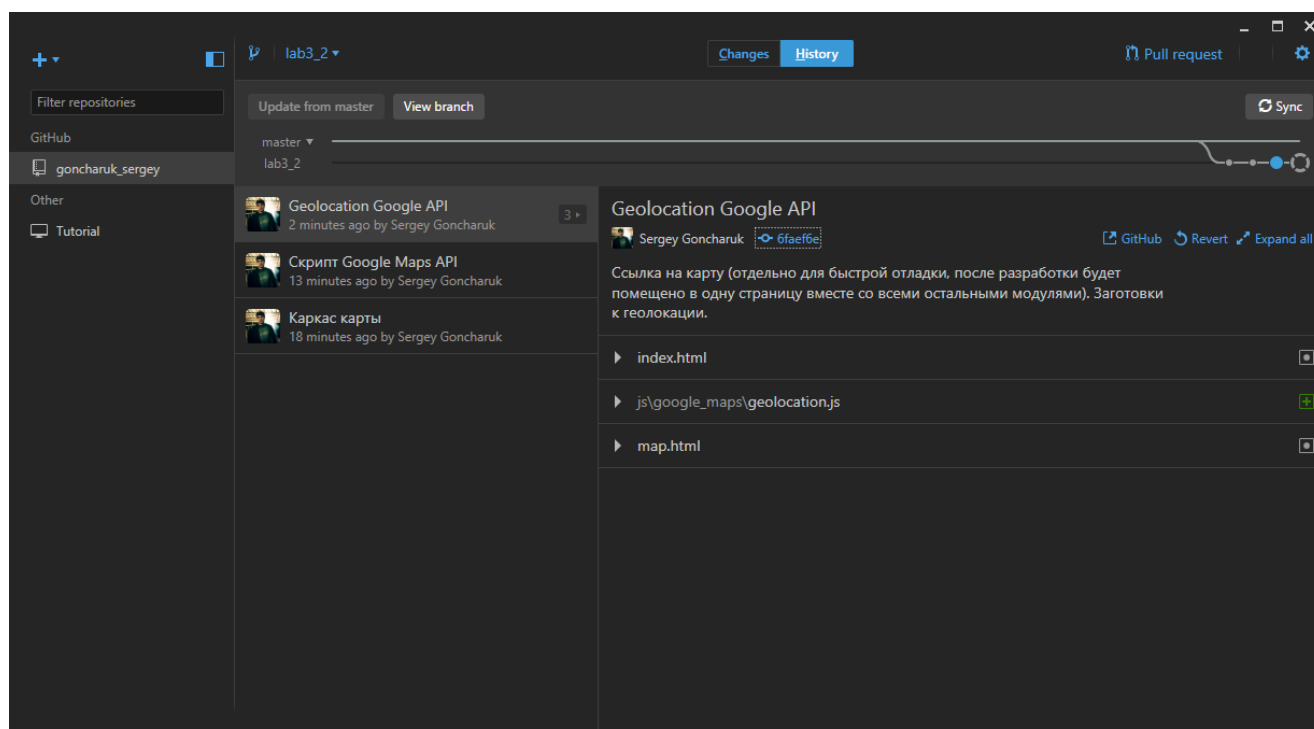 lab3_2
Changes
History
Pull request
Filter repositories
Update from master
View branch
Sync
GitHub
master
goncharuk_sergey
lab3_2
Other
Tutorial
Geolocation Google API
2 minutes ago by Sergey Goncharuk
3
Скрипт Google Maps API
13 minutes ago by Sergey Goncharuk
Каркас карты
18 minutes ago by Sergey Goncharuk
Geolocation Google API
Sergey Goncharuk
6faef6e
GitHub
Revert
Expand all
Ссылка на карту (отдельно для быстрой отладки, после разработки будет
помещено в одну страницу вместе со всеми остальными модулями). Заготовки
к геолокации.
index.html
js\google_maps\geolocation.js
map.html